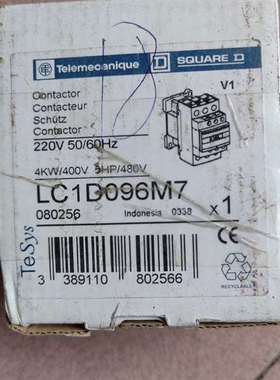 Telemecanique SQUARE D
V1
Contactor
Contacteur
Schütz
Contactor
220V 50/60Hz
4KW/400V 5HP/480V
LC1D096M7
080256 Indonesia 0338 x1
TeSys
3 389110 802566
CE
RECYCLABLE